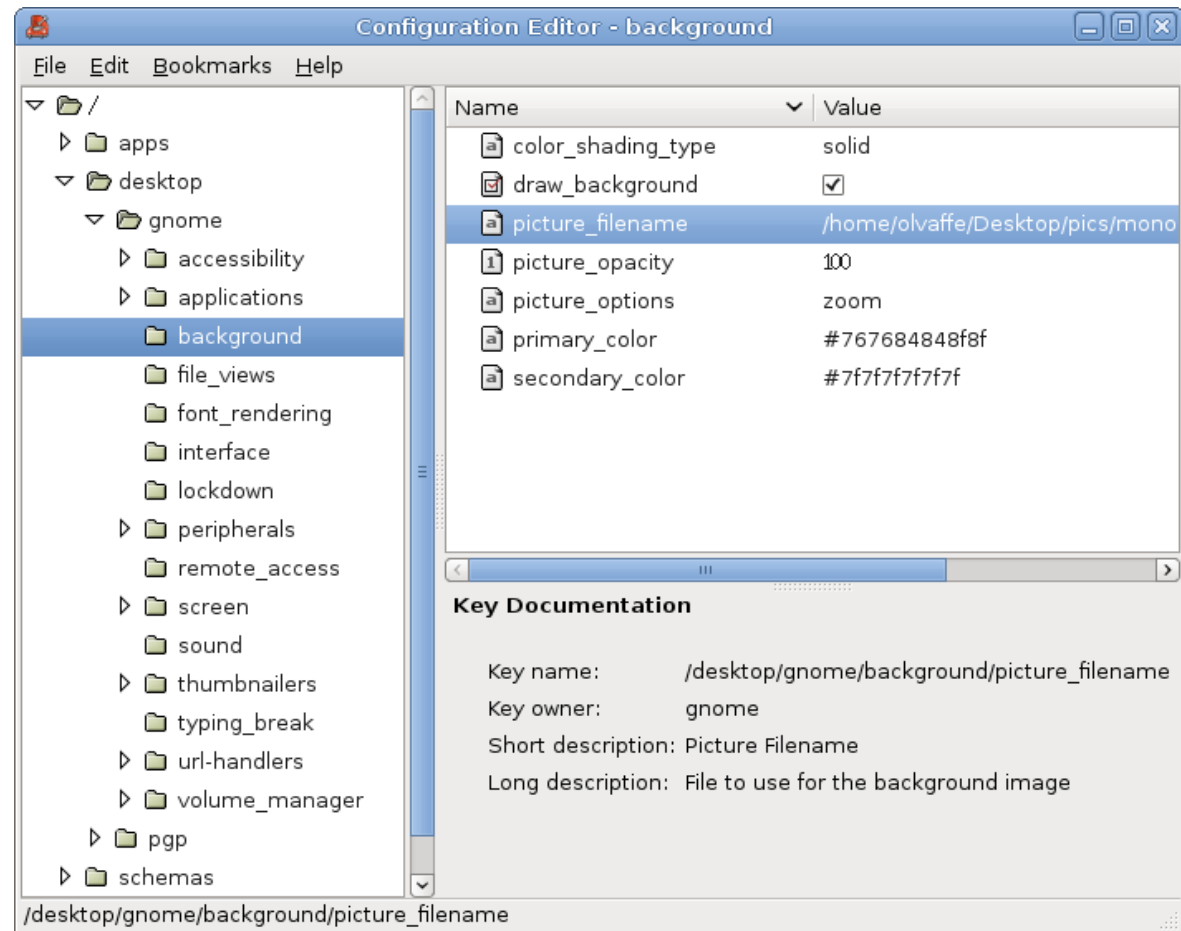 Configuration Editor - background
File Edit Bookmarks Help
/
apps
desktop
gnome
accessibility
applications
background
file_views
font_rendering
interface
lockdown
peripherals
remote_access
screen
sound
thumbnailers
typing_break
url-handlers
volume_manager
pgp
schemas
Name Value
color_shading_type solid
draw_background
picture_filename /home/olvaffe/Desktop/pics/mono
picture_opacity 100
picture_options zoom
primary_color #767684848f8f
secondary_color #7f7f7f7f7f7f
Key Documentation
Key name: /desktop/gnome/background/picture_filename
Key owner: gnome
Short description: Picture Filename
Long description: File to use for the background image
/desktop/gnome/background/picture_filename